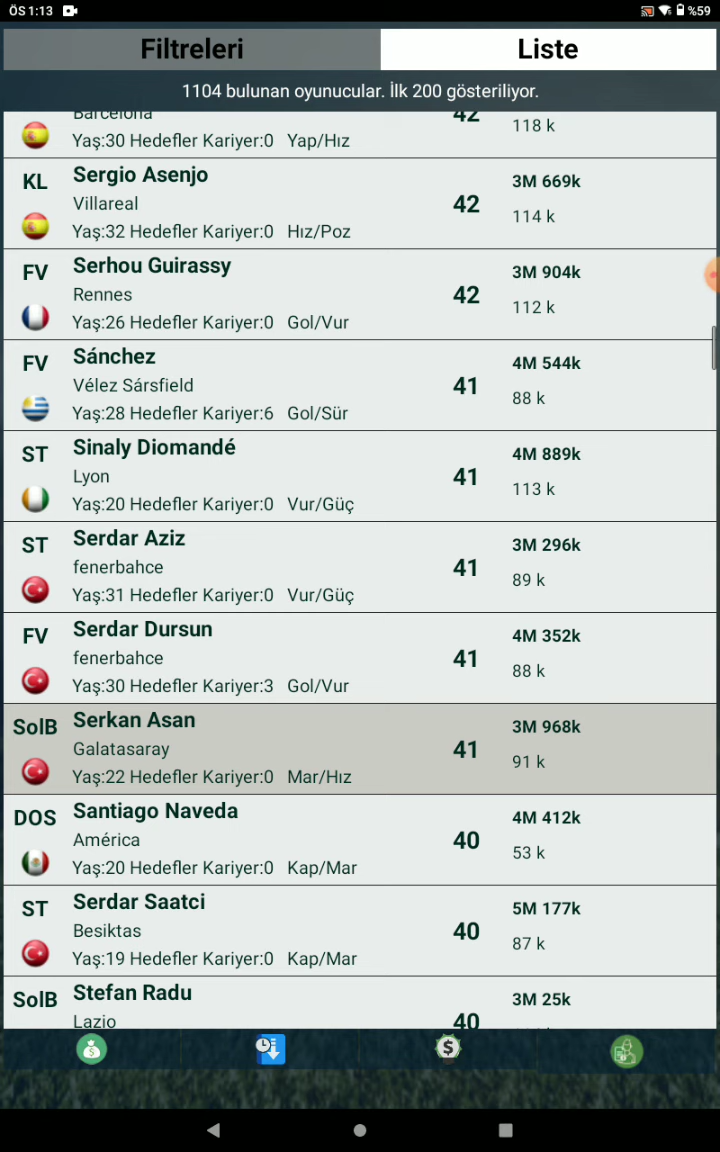 ÖS 1:13
%59
Filtreleri
Liste
1104 bulunan oyunucular. İlk 200 gösteriliyor.
Barcelona
42
118 k
Yaş:30 Hedefler Kariyer:0 Yap/Hız
KL
Sergio Asenjo
3M 669k
Villareal
42
114 k
Yaş:32 Hedefler Kariyer:0 Hız/Poz
FV
Serhou Guirassy
3M 904k
Rennes
42
112 k
Yaş:26 Hedefler Kariyer:0 Gol/Vur
FV
Sánchez
4M 544k
Vélez Sársfield
41
88 k
Yaş:28 Hedefler Kariyer:6 Gol/Sür
ST
Sinaly Diomandé
4M 889k
Lyon
41
113 k
Yaş:20 Hedefler Kariyer:0 Vur/Güç
ST
Serdar Aziz
3M 296k
fenerbahce
41
89 k
Yaş:31 Hedefler Kariyer:0 Vur/Güç
FV
Serdar Dursun
4M 352k
fenerbahce
41
88 k
Yaş:30 Hedefler Kariyer:3 Gol/Vur
SolB
Serkan Asan
3M 968k
Galatasaray
41
91 k
Yaş:22 Hedefler Kariyer:0 Mar/Hız
DOS
Santiago Naveda
4M 412k
América
40
53 k
Yaş:20 Hedefler Kariyer:0 Kap/Mar
ST
Serdar Saatci
5M 177k
Besiktas
40
87 k
Yaş:19 Hedefler Kariyer:0 Kap/Mar
SolB
Stefan Radu
3M 25k
Lazio
40